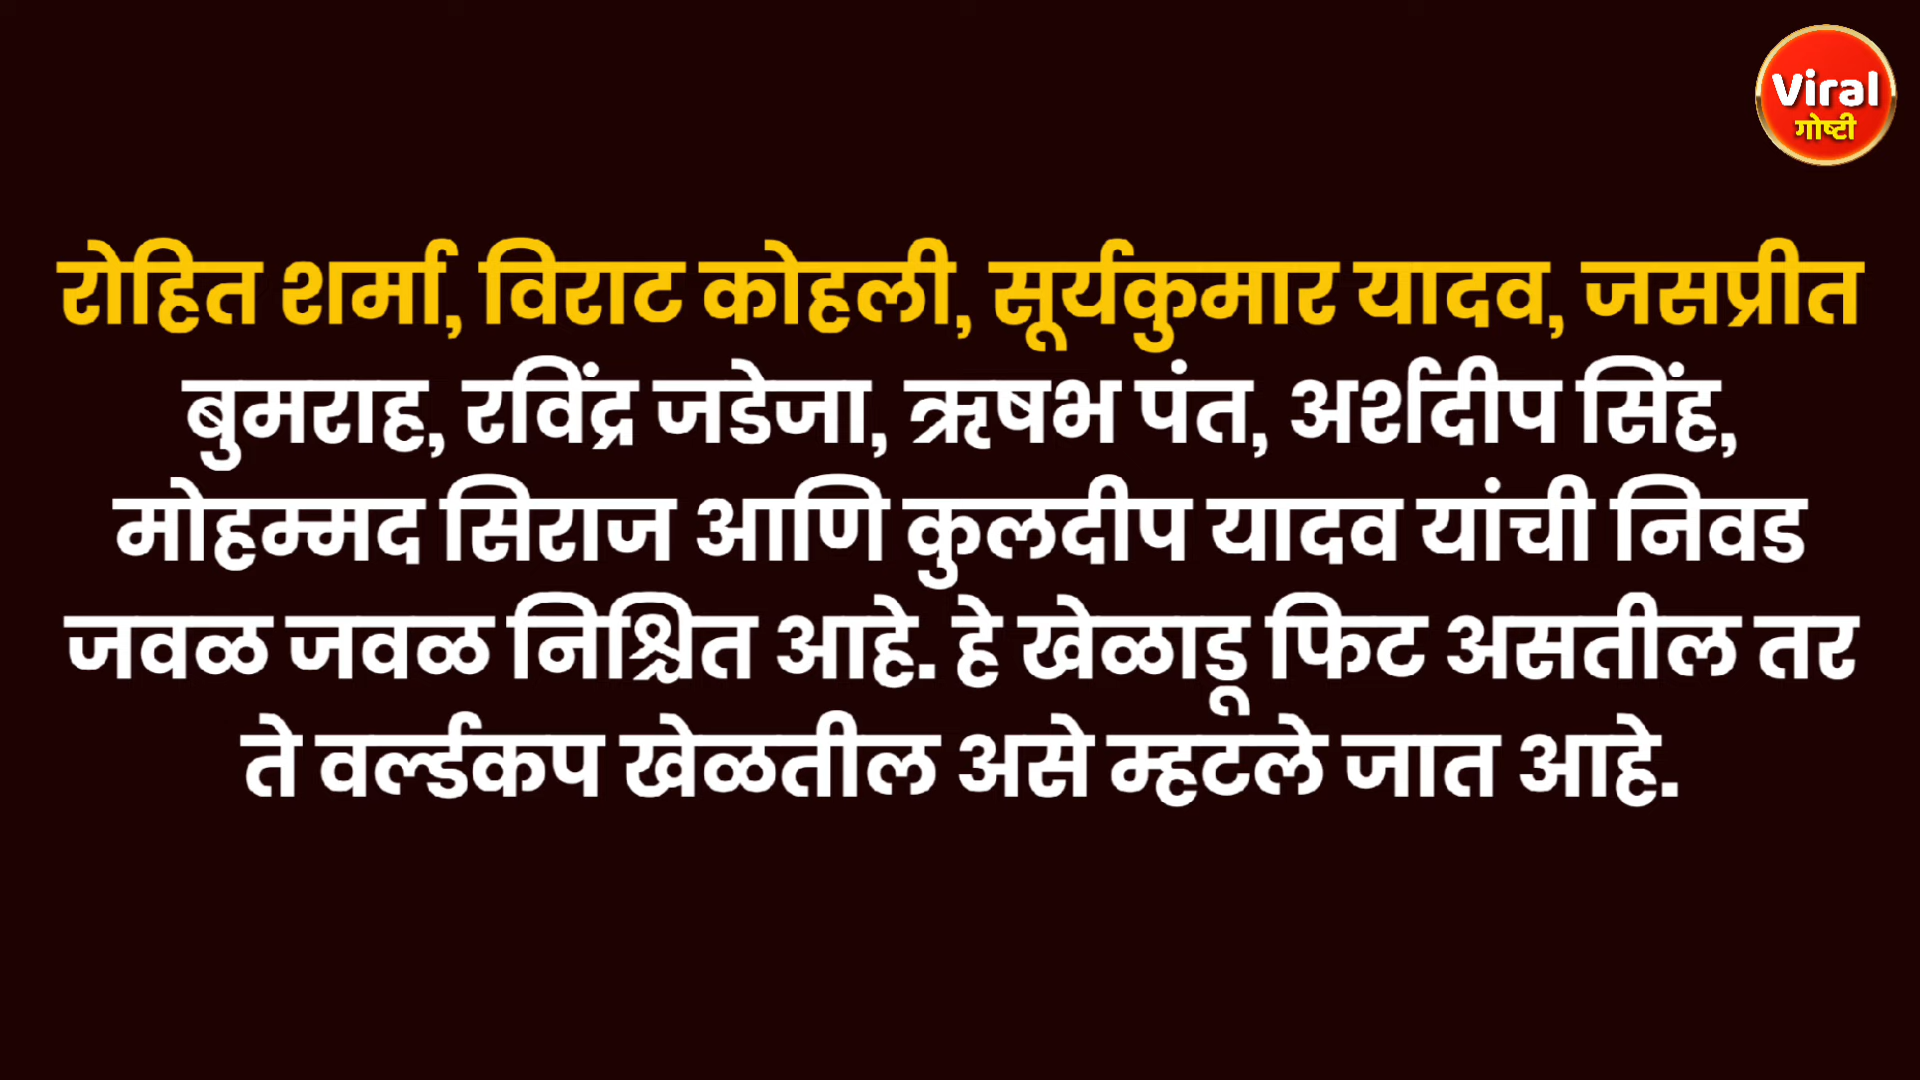 Viral
गोष्टी
रोहित शर्मा, विराट कोहली, सूर्यकुमार यादव, जसप्रीत
बुमराह, रविंद्र जडेजा, ऋषभ पंत, अर्शदीप सिंह,
मोहम्मद सिराज आणि कुलदीप यादव यांची निवड
जवळ जवळ निश्चित आहे. हे खेळाडू फिट असतील तर
ते वर्ल्डकप खेळतील असे म्हटले जात आहे.